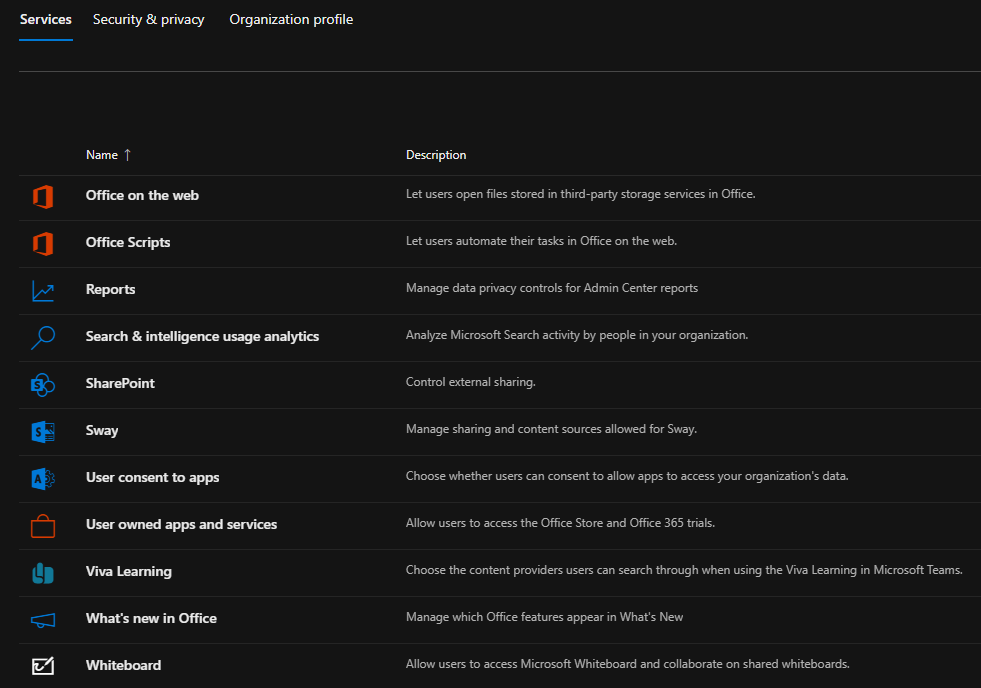 Services Security & privacy Organization profile
Name ↑ Description
Office on the web Let users open files stored in third-party storage services in Office.
Office Scripts Let users automate their tasks in Office on the web.
Reports Manage data privacy controls for Admin Center reports
Search & intelligence usage analytics Analyze Microsoft Search activity by people in your organization.
SharePoint Control external sharing.
Sway Manage sharing and content sources allowed for Sway.
User consent to apps Choose whether users can consent to allow apps to access your organization's data.
User owned apps and services Allow users to access the Office Store and Office 365 trials.
Viva Learning Choose the content providers users can search through when using the Viva Learning in Microsoft Teams.
What's new in Office Manage which Office features appear in What's New
Whiteboard Allow users to access Microsoft Whiteboard and collaborate on shared whiteboards.